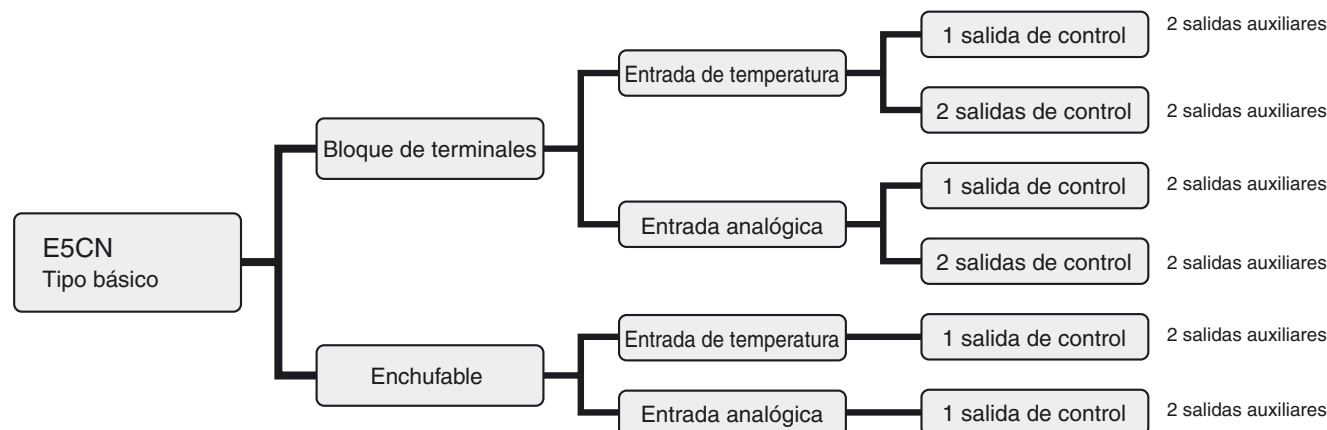 1 salida de control
2 salidas auxiliares
Entrada de temperatura
2 salidas de control
2 salidas auxiliares
Bloque de terminales
1 salida de control
2 salidas auxiliares
Entrada analógica
2 salidas de control
2 salidas auxiliares
E5CN
Tipo básico
Entrada de temperatura
1 salida de control
2 salidas auxiliares
Enchufable
Entrada analógica
1 salida de control
2 salidas auxiliares